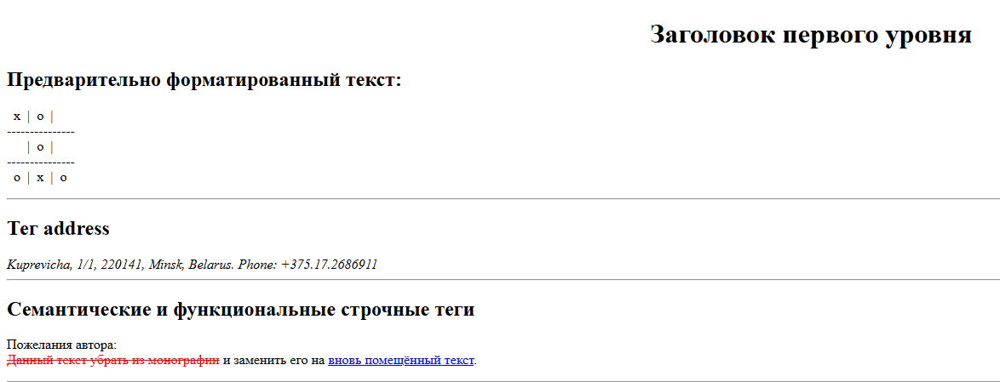 Заголовок первого уровня
Предварительно форматированный текст:
x | o |
---------------
| o |
---------------
o | x | o
Тег address
Kuprevicha, 1/1, 220141, Minsk, Belarus. Phone: +375.17.2686911
Семантические и функциональные строчные теги
Пожелания автора:
Данный текст убрать из монографии и заменить его на вновь помещённый текст.